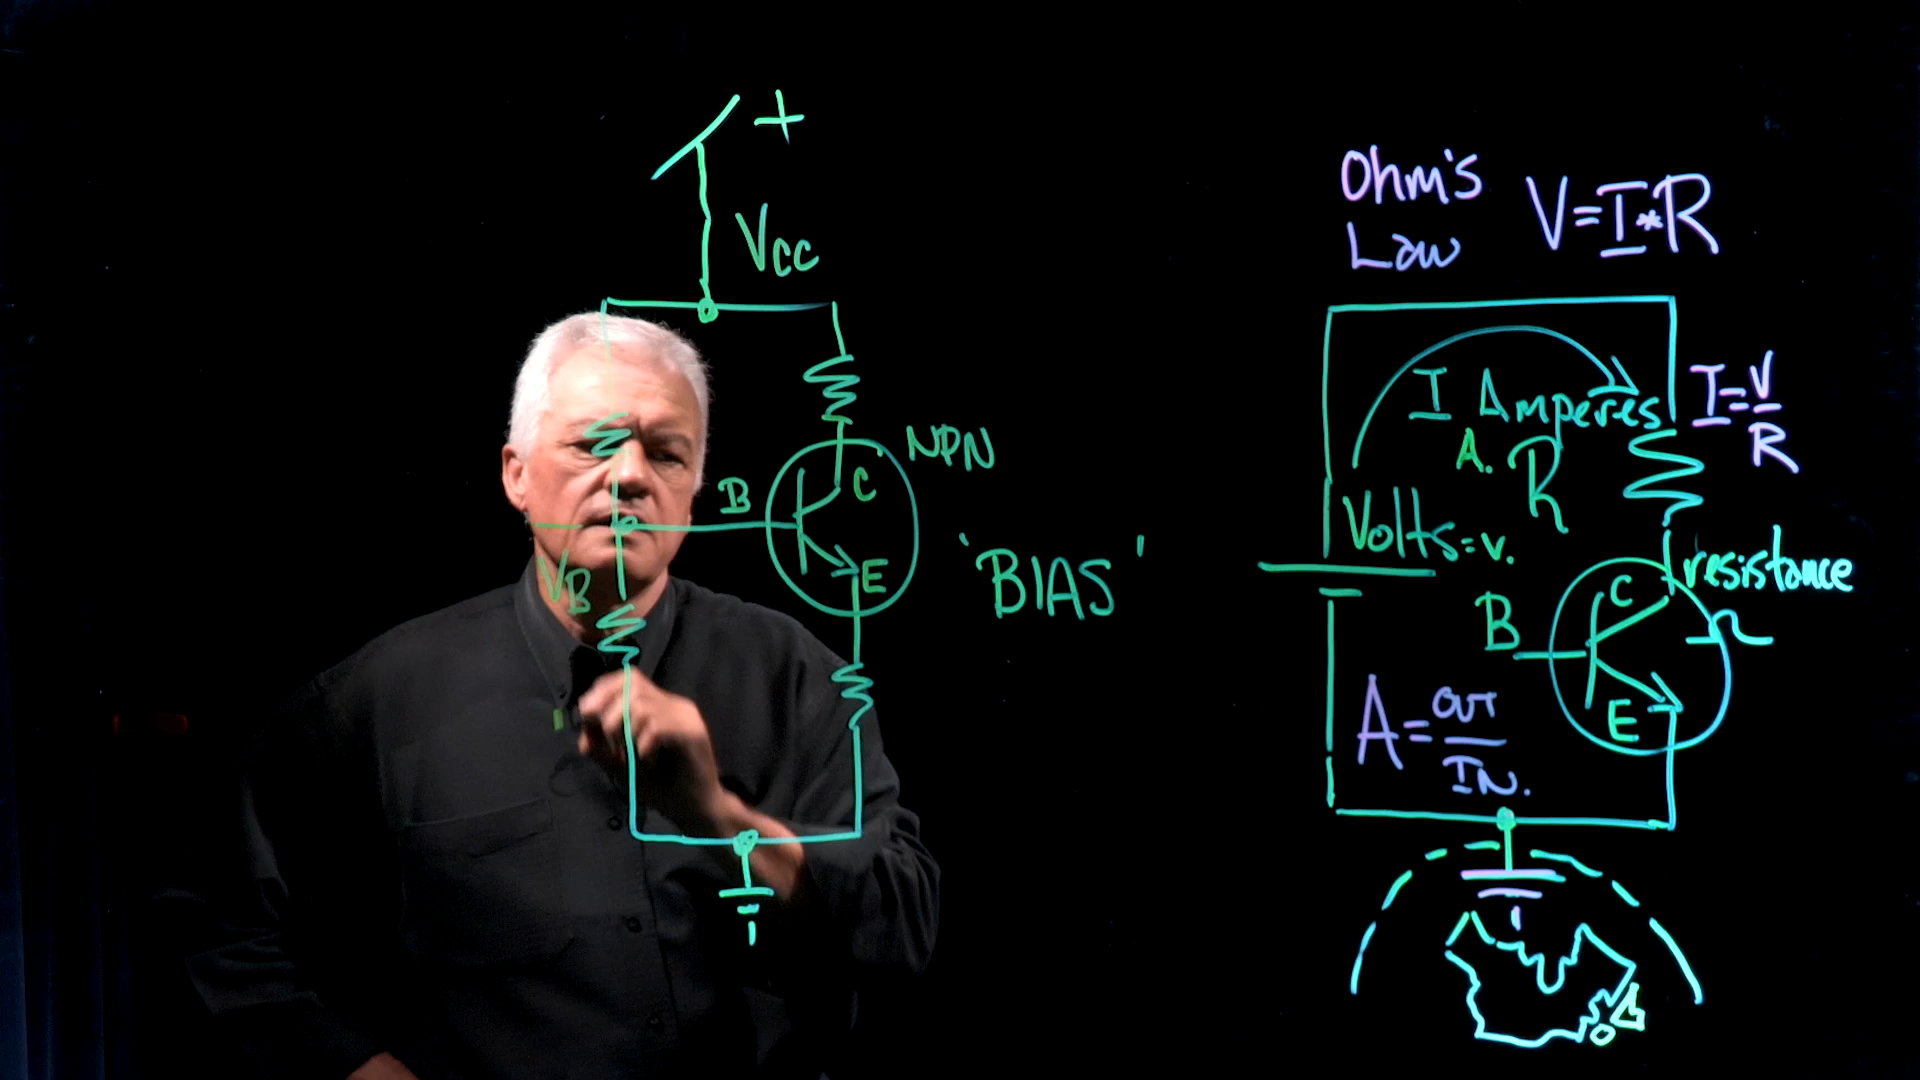 +
Vcc
NPN
B
C
E
VB
'BIAS'
Ohm's
Law
V=I*R
I Amperes
A.
R
I=V/R
Volts=v.
resistance
Ω
B
C
E
A=OUT/IN.